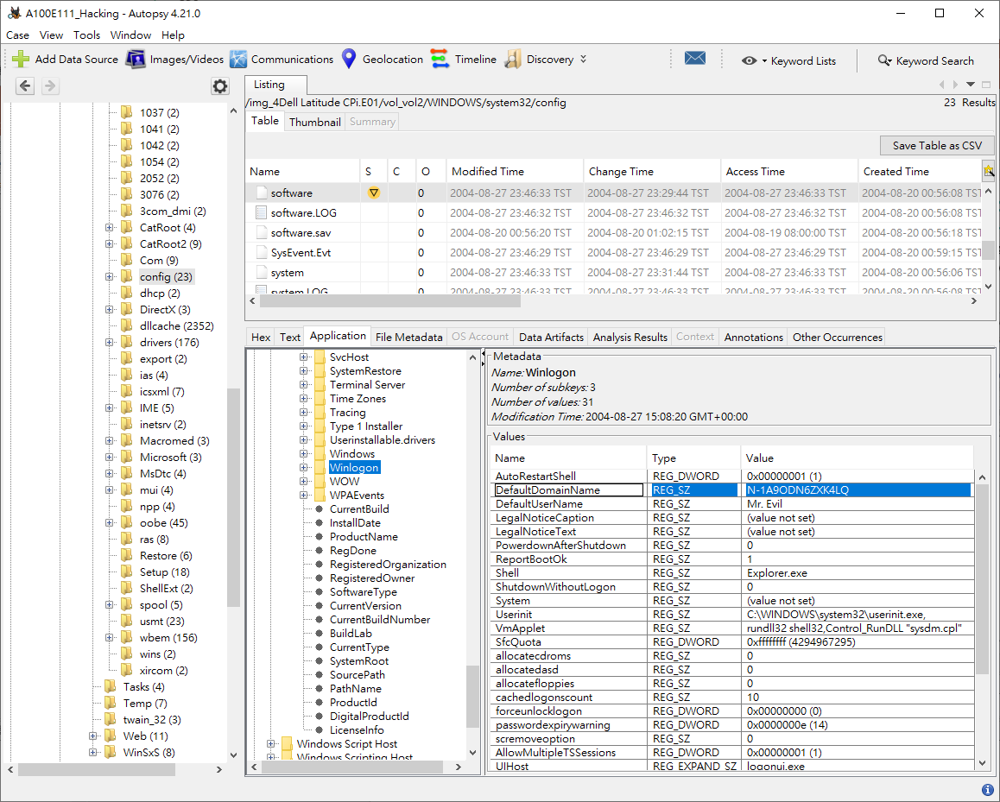 A100E111_Hacking - Autopsy 4.21.0
Case View Tools Window Help
Add Data Source Images/Videos Communications Geolocation Timeline Discovery Keyword Lists Keyword Search
1037 (2)
1041 (2)
1042 (2)
1054 (2)
2052 (2)
3076 (2)
3com_dmi (2)
CatRoot (4)
CatRoot2 (9)
Com (9)
config (23)
dhcp (2)
DirectX (3)
dllcache (2352)
drivers (176)
export (2)
ias (4)
icsxml (7)
IME (5)
inetsrv (2)
Macromed (3)
Microsoft (3)
MsDtc (4)
mui (4)
npp (4)
oobe (45)
ras (8)
Restore (6)
Setup (18)
ShellExt (2)
spool (5)
usmt (23)
wbem (156)
wins (2)
xircom (2)
Tasks (4)
Temp (7)
twain_32 (3)
Web (11)
WinSxS (8)
Listing
/img_4Dell Latitude CPi.E01/vol_vol2/WINDOWS/system32/config 23 Results
Table Thumbnail Summary
Save Table as CSV
Name S C O Modified Time Change Time Access Time Created Time
software 0 2004-08-27 23:46:33 TST 2004-08-27 23:29:44 TST 2004-08-27 23:46:33 TST 2004-08-20 00:56:08 TST
software.LOG 0 2004-08-27 23:46:32 TST 2004-08-27 23:46:32 TST 2004-08-27 23:46:32 TST 2004-08-20 00:56:08 TST
software.sav 0 2004-08-20 00:56:20 TST 2004-08-20 01:02:15 TST 2004-08-19 08:00:00 TST 2004-08-20 00:56:18 TST
SysEvent.Evt 0 2004-08-27 23:46:29 TST 2004-08-27 23:46:29 TST 2004-08-27 23:46:29 TST 2004-08-20 00:59:15 TST
system 0 2004-08-27 23:46:33 TST 2004-08-27 23:31:44 TST 2004-08-27 23:46:33 TST 2004-08-20 00:56:06 TST
system.LOG 0 2004-08-27 23:46:33 TST 2004-08-27 23:46:33 TST 2004-08-27 23:46:33 TST 2004-08-20 00:56:08 TST
Hex Text Application File Metadata OS Account Data Artifacts Analysis Results Context Annotations Other Occurrences
SvcHost
SystemRestore
Terminal Server
Time Zones
Tracing
Type 1 Installer
Userinstallable.drivers
Windows
Winlogon
WOW
WPAEvents
CurrentBuild
InstallDate
ProductName
RegDone
RegisteredOrganization
RegisteredOwner
SoftwareType
CurrentVersion
CurrentBuildNumber
BuildLab
CurrentType
SystemRoot
SourcePath
PathName
ProductId
DigitalProductId
LicenseInfo
Windows Script Host
Windows Scripting Host
Metadata
Name: Winlogon
Number of subkeys: 3
Number of values: 31
Modification Time: 2004-08-27 15:08:20 GMT+00:00
Values
Name Type Value
AutoRestartShell REG_DWORD 0x00000001 (1)
DefaultDomainName REG_SZ N-1A9ODN6ZXK4LQ
DefaultUserName REG_SZ Mr. Evil
LegalNoticeCaption REG_SZ (value not set)
LegalNoticeText REG_SZ (value not set)
PowerdownAfterShutdown REG_SZ 0
ReportBootOk REG_SZ 1
Shell REG_SZ Explorer.exe
ShutdownWithoutLogon REG_SZ 0
System REG_SZ (value not set)
Userinit REG_SZ C:\WINDOWS\system32\userinit.exe,
VmApplet REG_SZ rundll32 shell32,Control_RunDLL "sysdm.cpl"
SfcQuota REG_DWORD 0xffffffff (4294967295)
allocatecdroms REG_SZ 0
allocatedasd REG_SZ 0
allocatefloppies REG_SZ 0
cachedlogonscount REG_SZ 10
forceunlocklogon REG_DWORD 0x00000000 (0)
passwordexpirywarning REG_DWORD 0x0000000e (14)
scremoveoption REG_SZ 0
AllowMultipleTSSessions REG_DWORD 0x00000001 (1)
UIHost REG_EXPAND_SZ logonui.exe